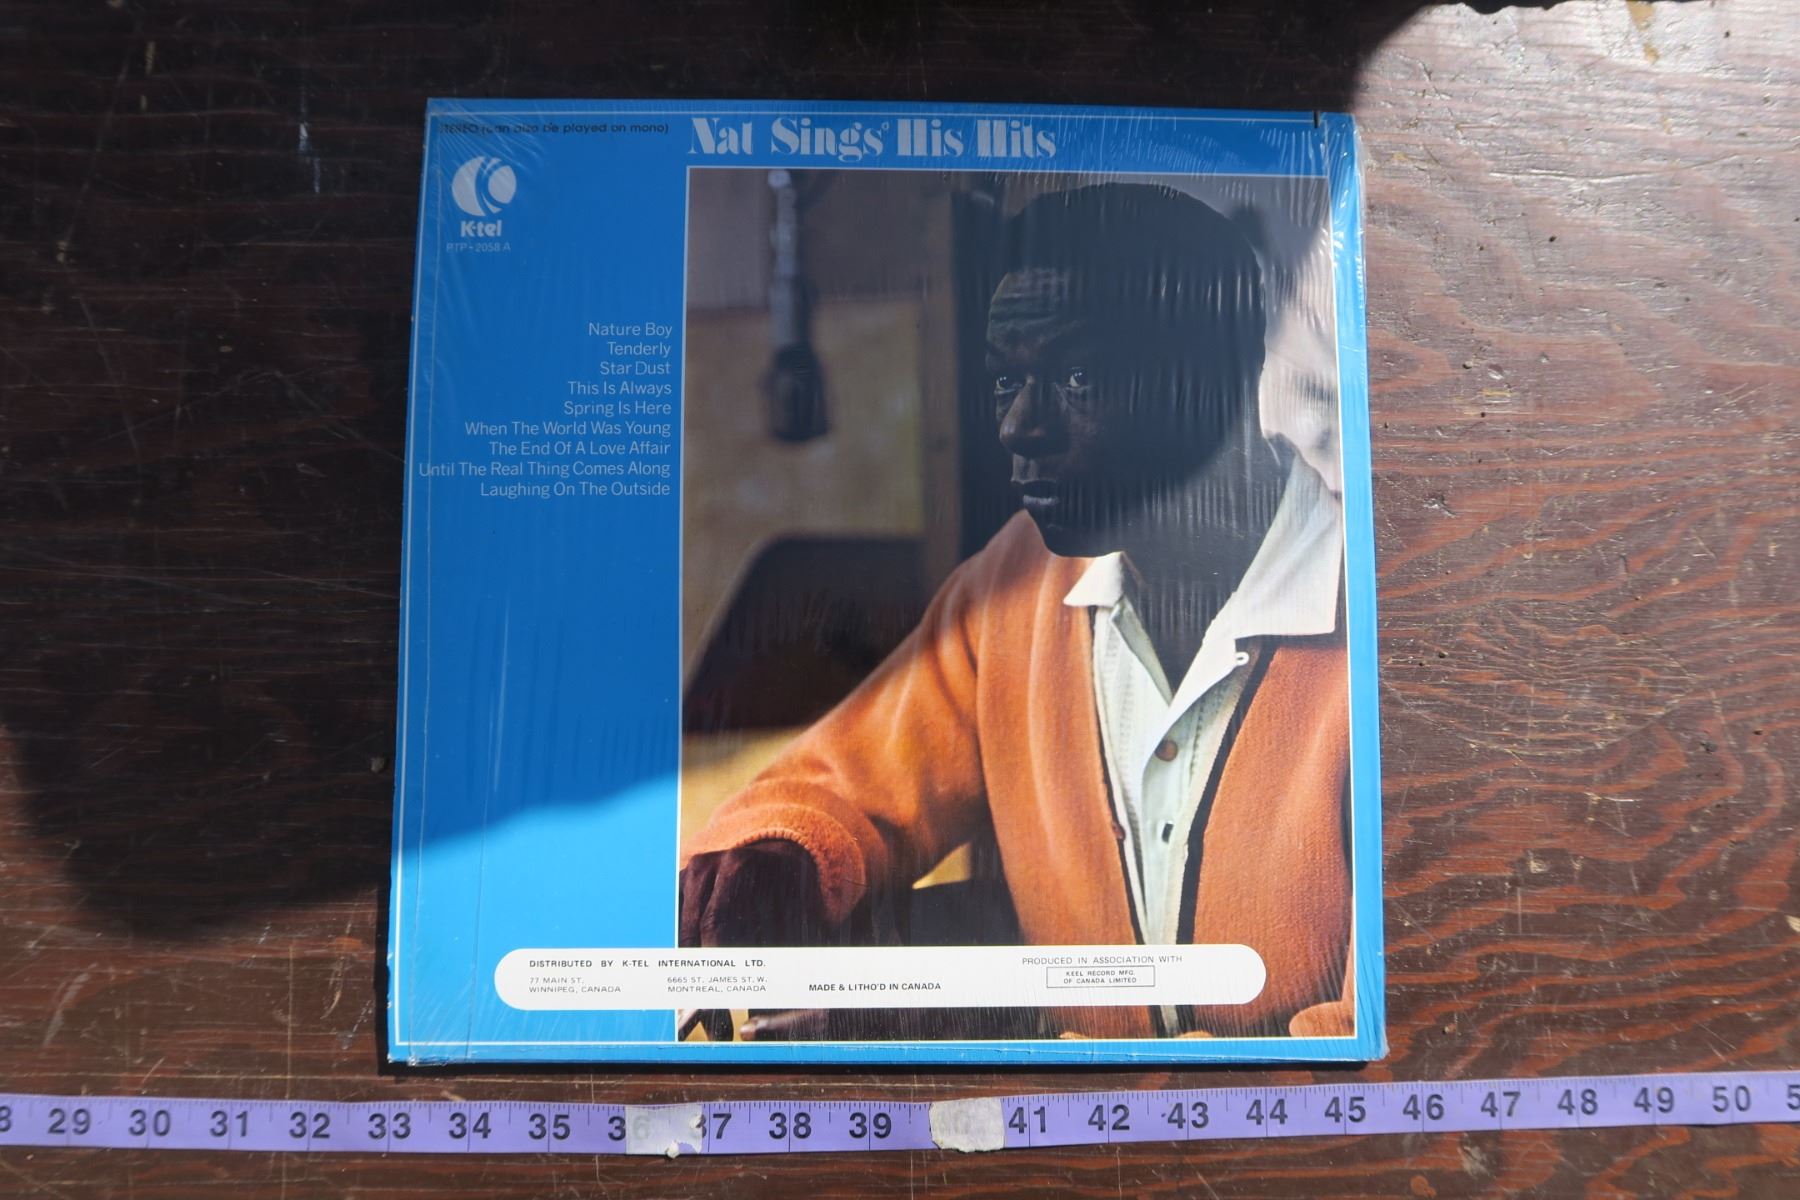 STEREO (can also be played on mono)
Nat Sings His Hits
K-tel
PTP-2058 A
Nature Boy
Tenderly
Star Dust
This Is Always
Spring Is Here
When The World Was Young
The End Of A Love Affair
Until The Real Thing Comes Along
Laughing On The Outside
DISTRIBUTED BY K-TEL INTERNATIONAL LTD.
77 MAIN ST.
WINNIPEG, CANADA
6665 ST. JAMES ST. W.
MONTREAL, CANADA
MADE & LITHO'D IN CANADA
PRODUCED IN ASSOCIATION WITH
KEEL RECORD MFG.
OF CANADA LIMITED
29 30 31 32 33 34 35 36 37 38 39 40 41 42 43 44 45 46 47 48 49 50